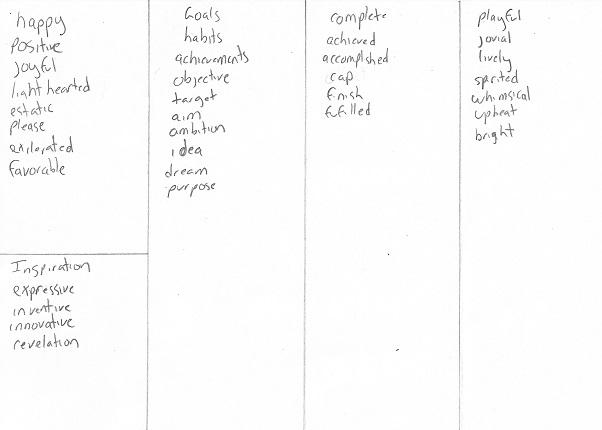 happy
Positive
joyful
light hearted
estatic
please
exilorated
favorable
Inspiration
expressive
inventive
innovative
revelation
Goals
habits
achievements
objective
target
aim
ambition
idea
dream
purpose
complete
achieved
accomplished
cap
finish
fufilled
playful
jovial
lively
sprited
whimsical
upbeat
bright